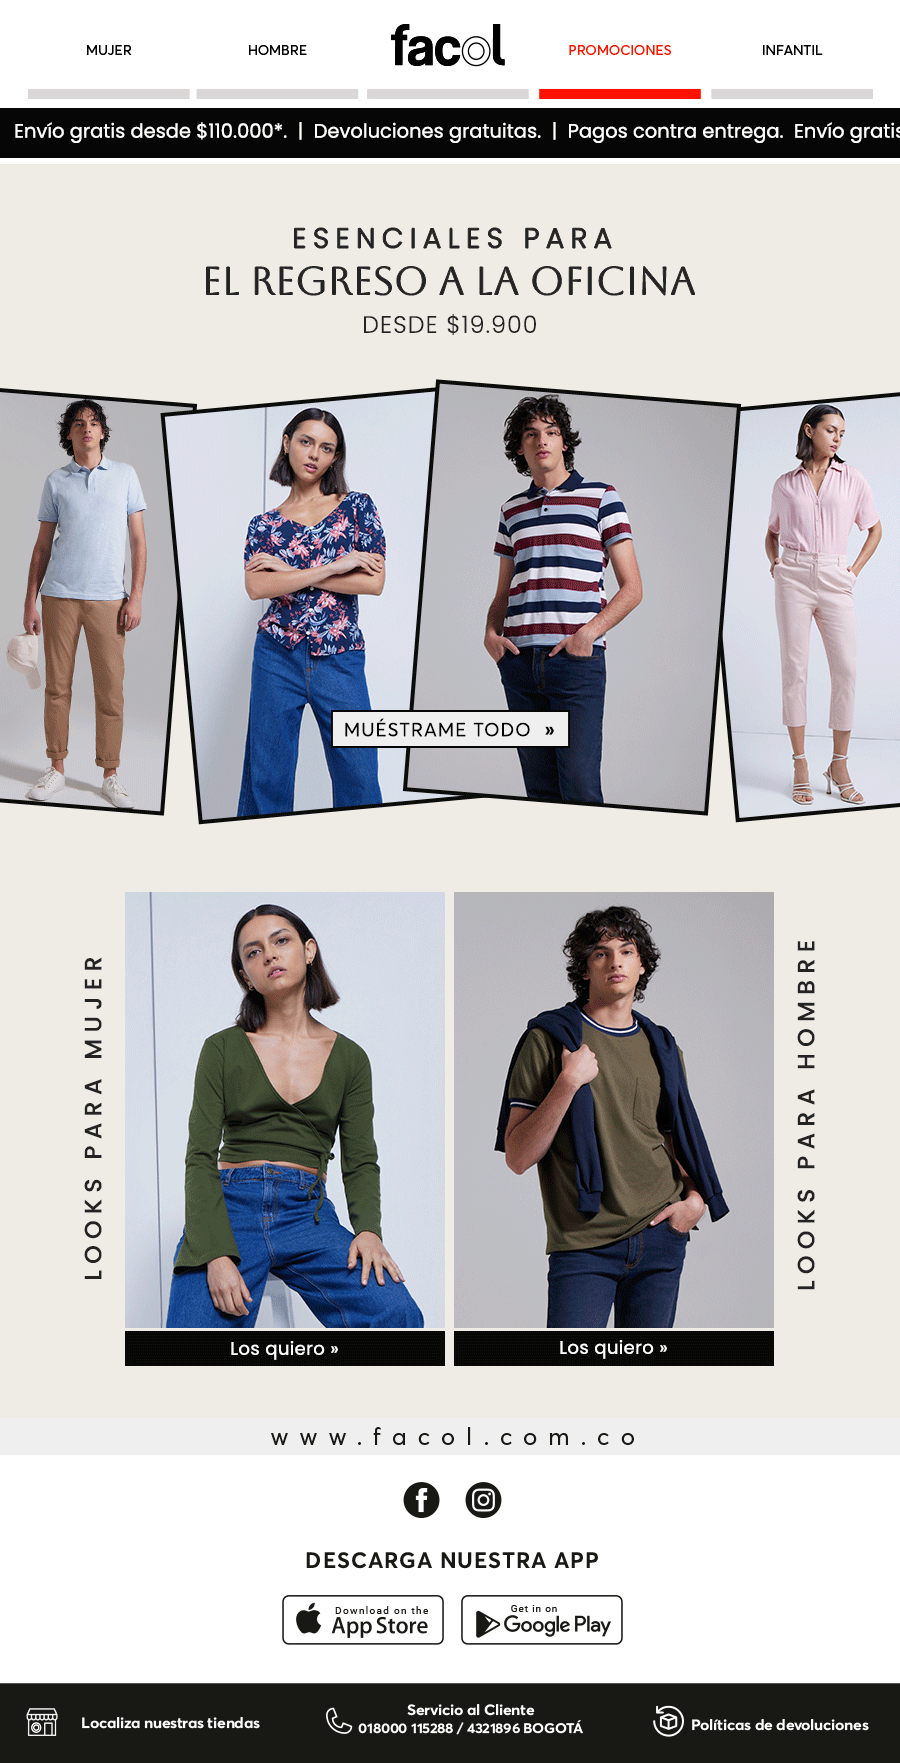 MUJER
HOMBRE
facol
PROMOCIONES
INFANTIL
Envío gratis desde $110.000*. | Devoluciones gratuitas. | Pagos contra entrega. Envío gratis
ESENCIALES PARA
EL REGRESO A LA OFICINA
DESDE $19.900
MUÉSTRAME TODO »
LOOKS PARA MUJER
LOOKS PARA HOMBRE
Los quiero »
Los quiero »
www.facol.com.co
DESCARGA NUESTRA APP
Download on the
App Store
Get in on
Google Play
Localiza nuestras tiendas
Servicio al Cliente
018000 115288 / 4321896 BOGOTÁ
Políticas de devoluciones